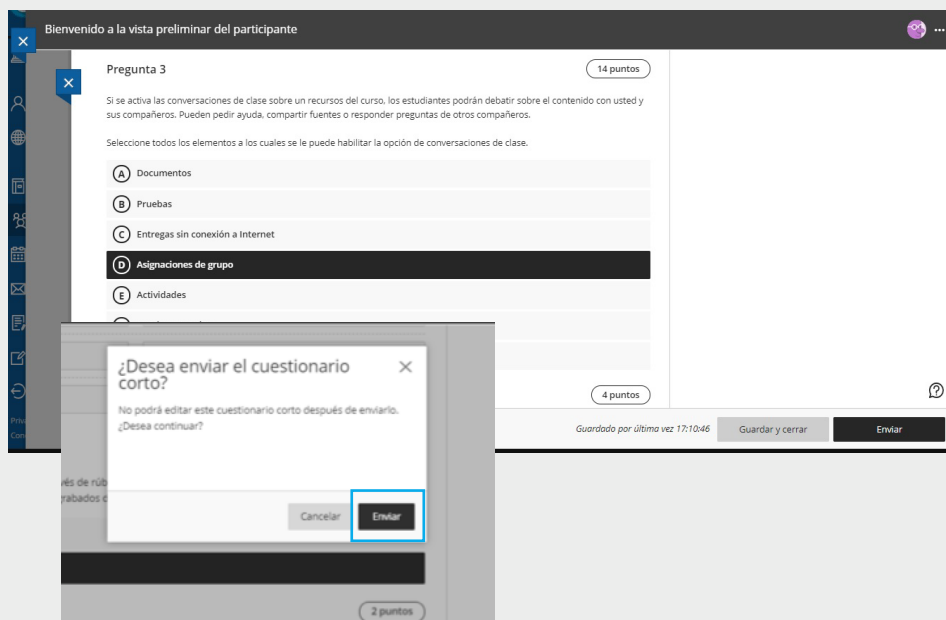 Bienvenido a la vista preliminar del participante
Pregunta 3
14 puntos
Si se activa las conversaciones de clase sobre un recursos del curso, los estudiantes podrán debatir sobre el contenido con usted y
sus compañeros. Pueden pedir ayuda, compartir fuentes o responder preguntas de otros compañeros.
Seleccione todos los elementos a los cuales se le puede habilitar la opción de conversaciones de clase.
A Documentos
B Pruebas
C Entregas sin conexión a Internet
D Asignaciones de grupo
E Actividades
4 puntos
Guardado por última vez 17:10:46
Guardar y cerrar
Enviar
Priva
¿Desea enviar el cuestionario
corto?
No podrá editar este cuestionario corto después de enviarlo.
¿Desea continuar?
vés de rúb
rabados c
Cancelar
Enviar
2 puntos